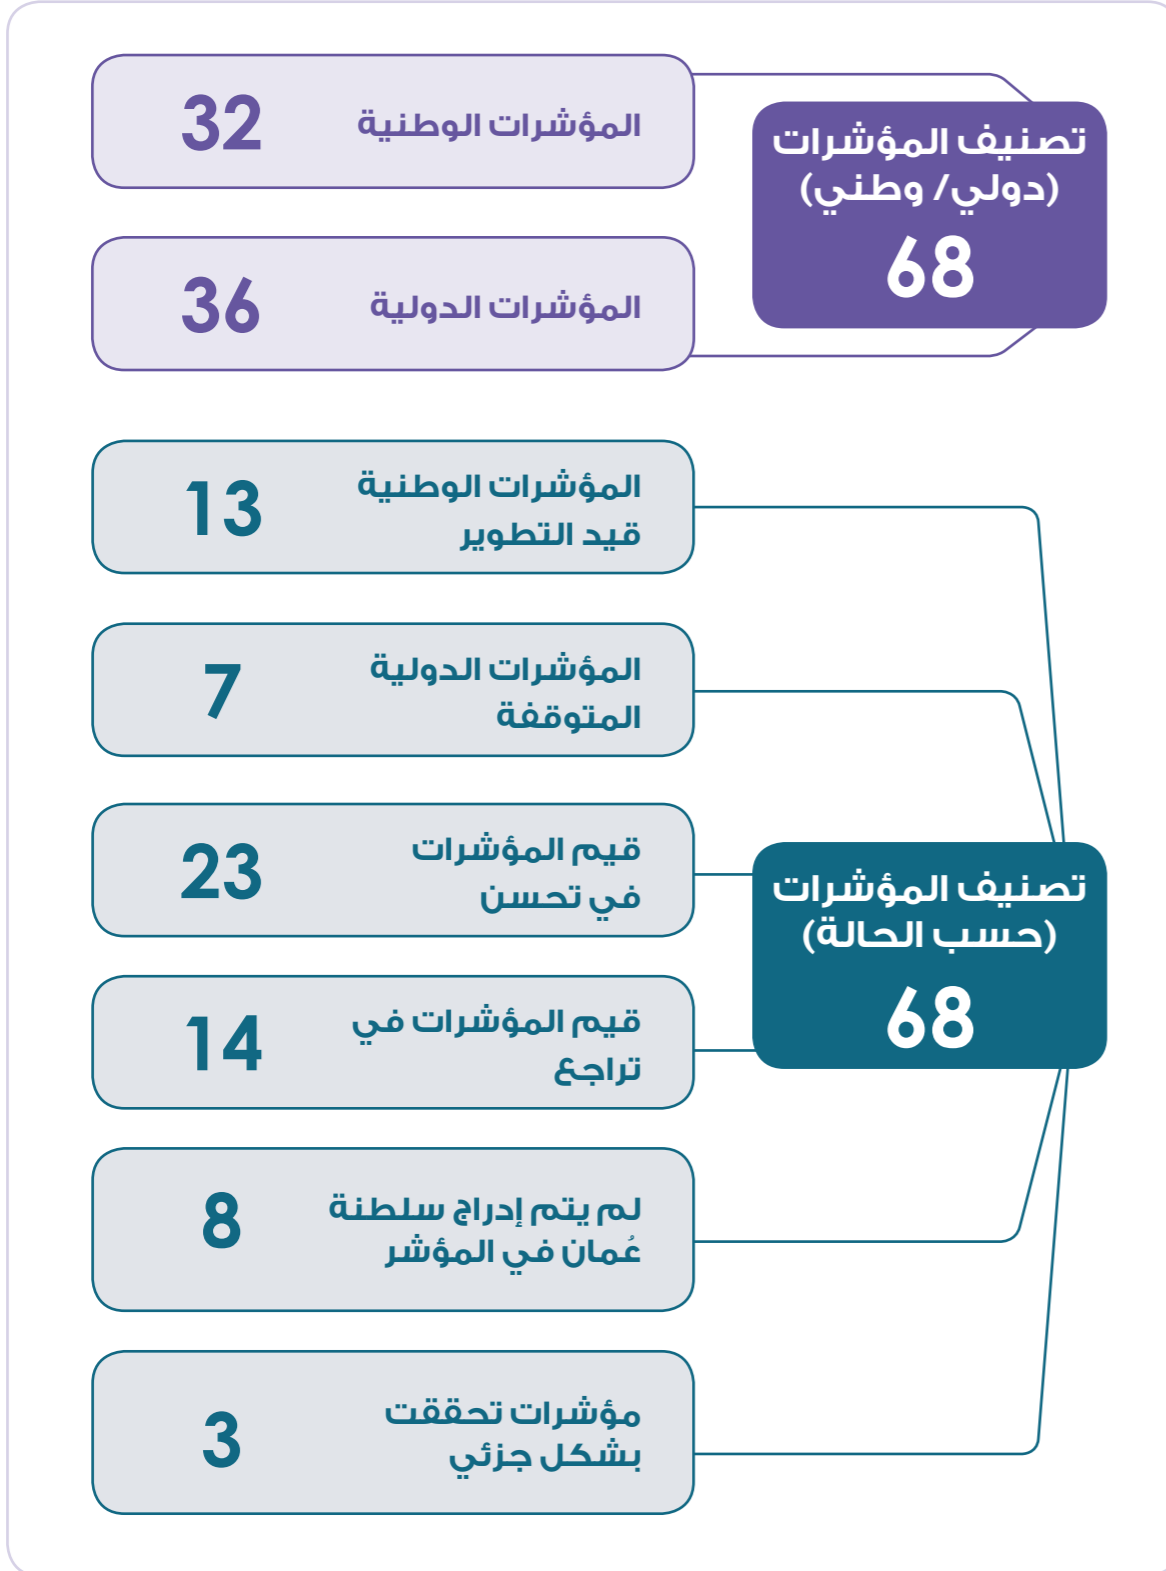 تصنيف المؤشرات
(دولي/ وطني)
68
المؤشرات الوطنية
32
المؤشرات الدولية
36
تصنيف المؤشرات
(حسب الحالة)
68
المؤشرات الوطنية
قيد التطوير
13
المؤشرات الدولية
المتوقفة
7
قيم المؤشرات
في تحسن
23
قيم المؤشرات في
تراجع
14
لم يتم إدراج سلطنة
عُمان في المؤشر
8
مؤشرات تحققت
بشكل جزئي
3